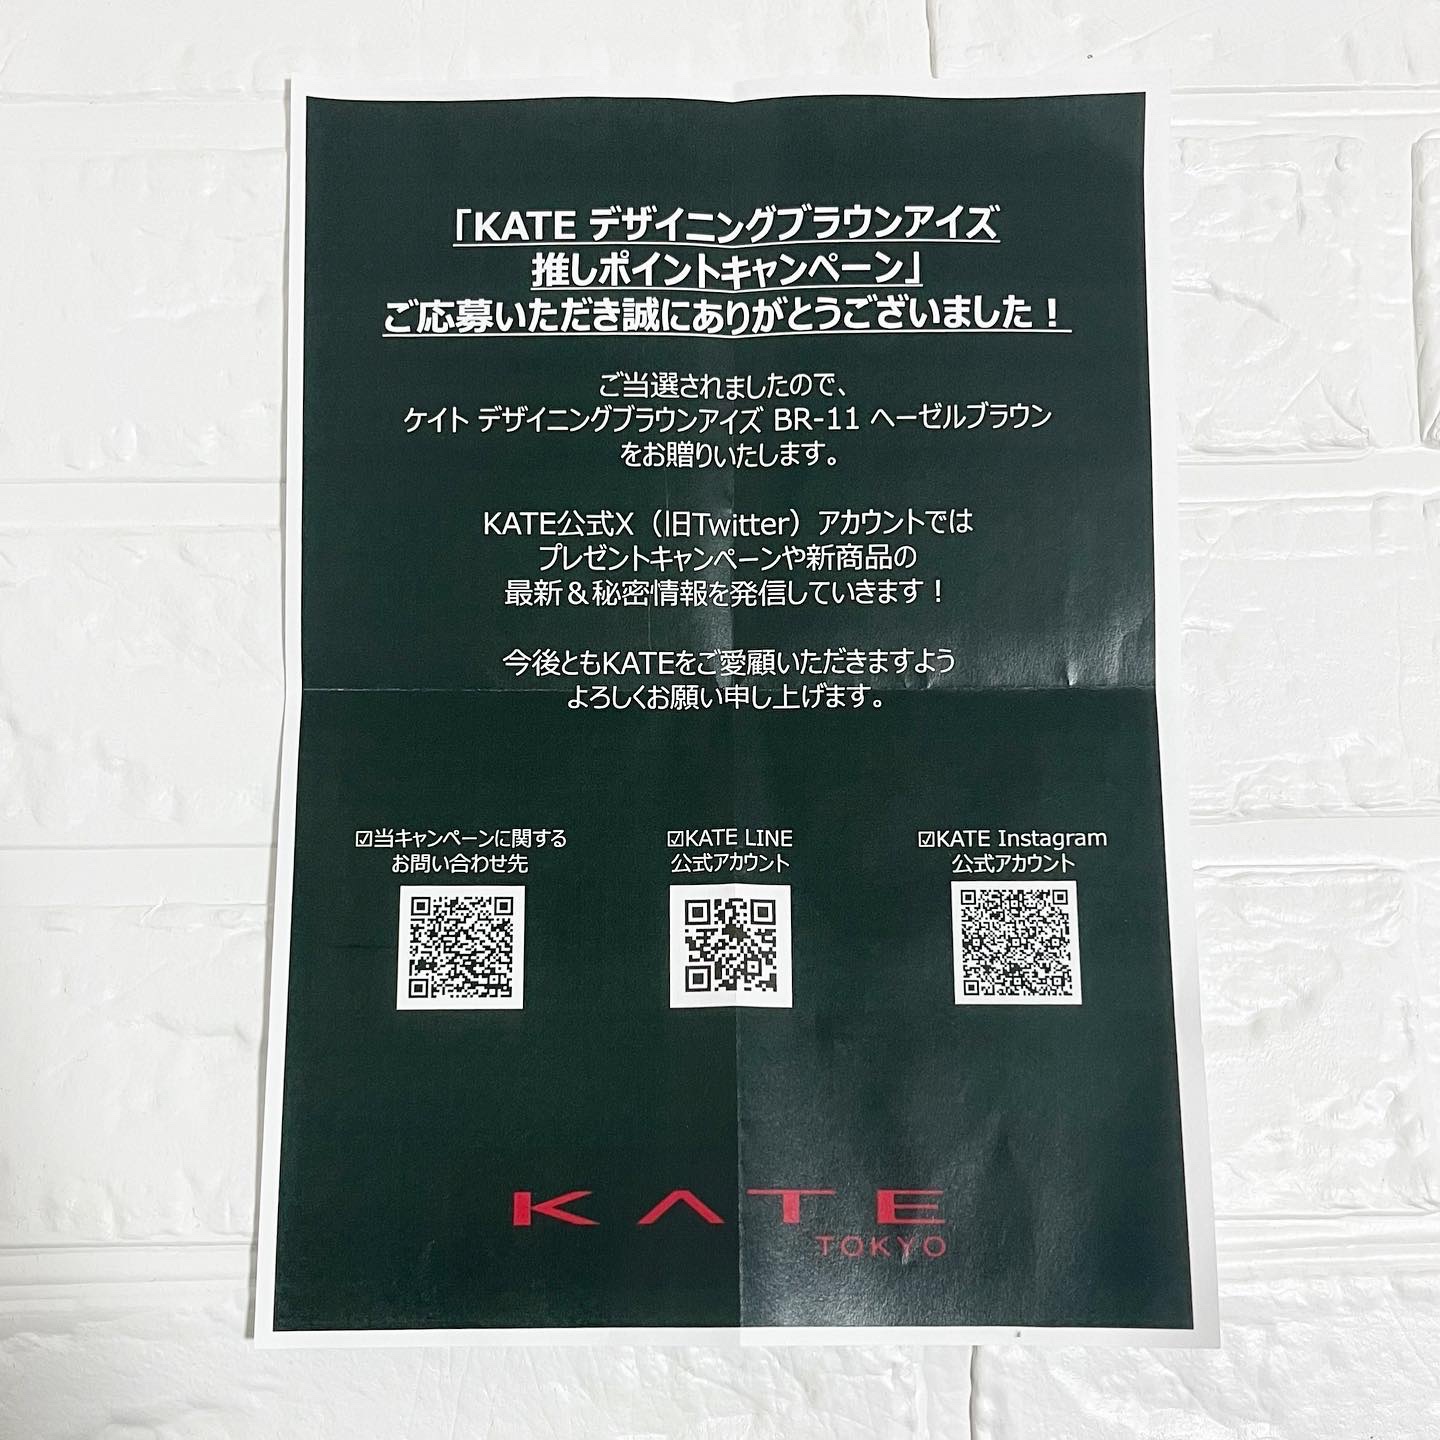 「KATE デザイニングブラウンアイズ
推しポイントキャンペーン」
ご応募いただき誠にありがとうございました！
ご当選されましたので、
ケイト デザイニングブラウンアイズ BR-11 ヘーゼルブラウン
をお贈りいたします。
KATE公式X（旧Twitter）アカウントでは
プレゼントキャンペーンや新商品の
最新＆秘密情報を発信していきます！
今後ともKATEをご愛顧いただきますよう
よろしくお願い申し上げます。
☑当キャンペーンに関する
お問い合わせ先
☑KATE LINE
公式アカウント
☑KATE Instagram
公式アカウント
KATE
TOKYO